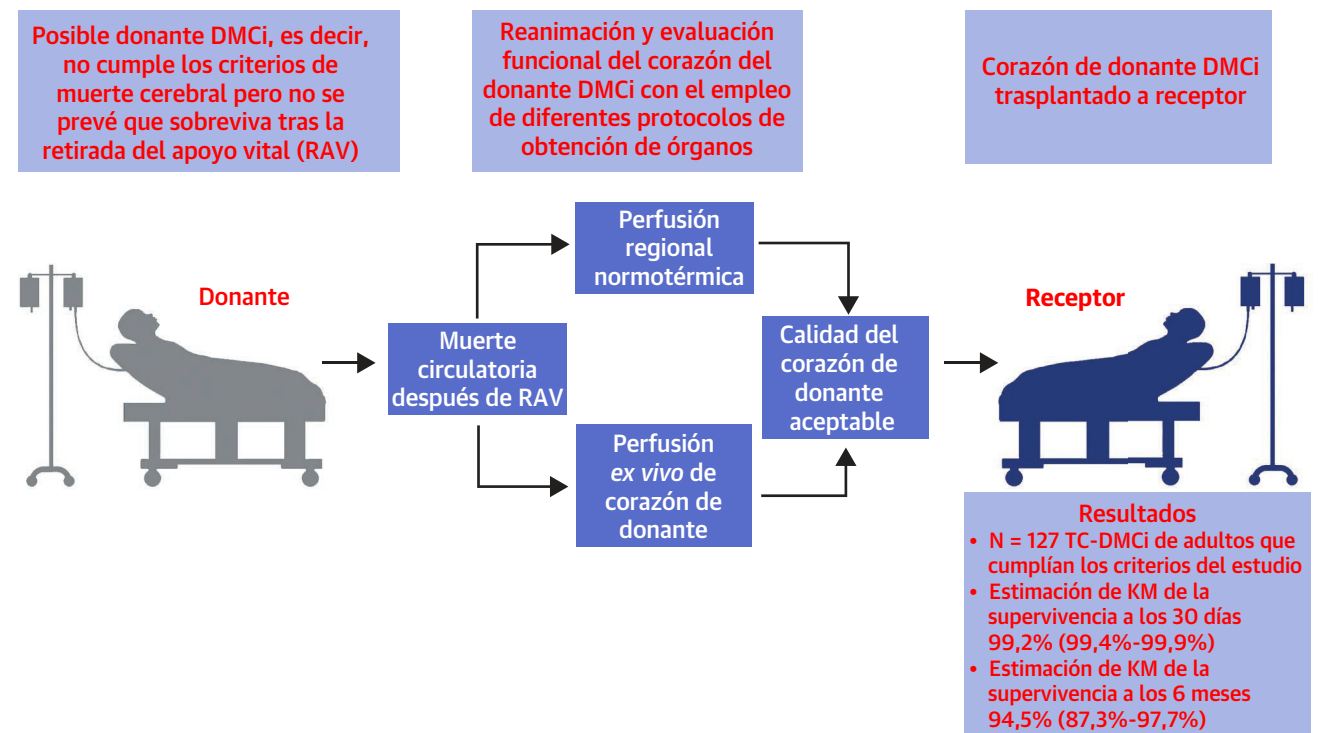 Posible donante DMCi, es decir,
no cumple los criterios de
muerte cerebral pero no se
prevé que sobreviva tras la
retirada del apoyo vital (RAV)
Reanimación y evaluación
funcional del corazón del
donante DMCi con el empleo
de diferentes protocolos de
obtención de órganos
Corazón de donante DMCi
trasplantado a receptor
Donante
Muerte
circulatoria
después de RAV
Perfusión
regional
normotérmica
Perfusión
ex vivo de
corazón de
donante
Calidad del
corazón de
donante
aceptable
Receptor
Resultados
• N = 127 TC-DMCi de adultos que
cumplían los criterios del estudio
• Estimación de KM de la
supervivencia a los 30 días
99,2% (99,4%-99,9%)
• Estimación de KM de la
supervivencia a los 6 meses
94,5% (87,3%-97,7%)